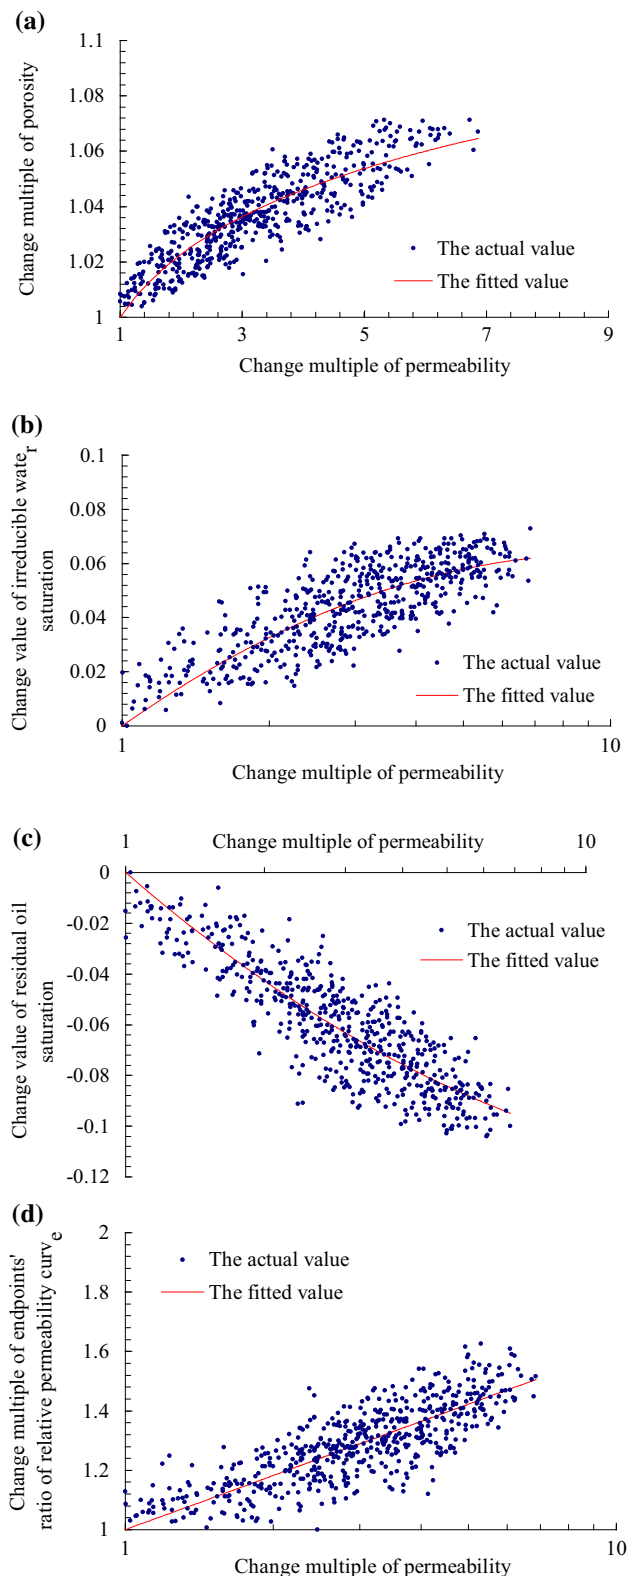 (a)
1.1
1.08
1.06
1.04
1.02
1
Change multiple of porosity
The actual value
The fitted value
1 3 5 7 9
Change multiple of permeability
(b)
0.1
0.08
0.06
0.04
0.02
0
Change value of irreducible water
saturation
The actual value
The fitted value
1 10
Change multiple of permeability
(c)
1 Change multiple of permeability 10
0
-0.02
-0.04
-0.06
-0.08
-0.1
-0.12
Change value of residual oil
saturation
The actual value
The fitted value
(d)
2
1.8
1.6
1.4
1.2
1
Change multiple of endpoints'
ratio of relative permeability curve
The actual value
The fitted value
1 10
Change multiple of permeability